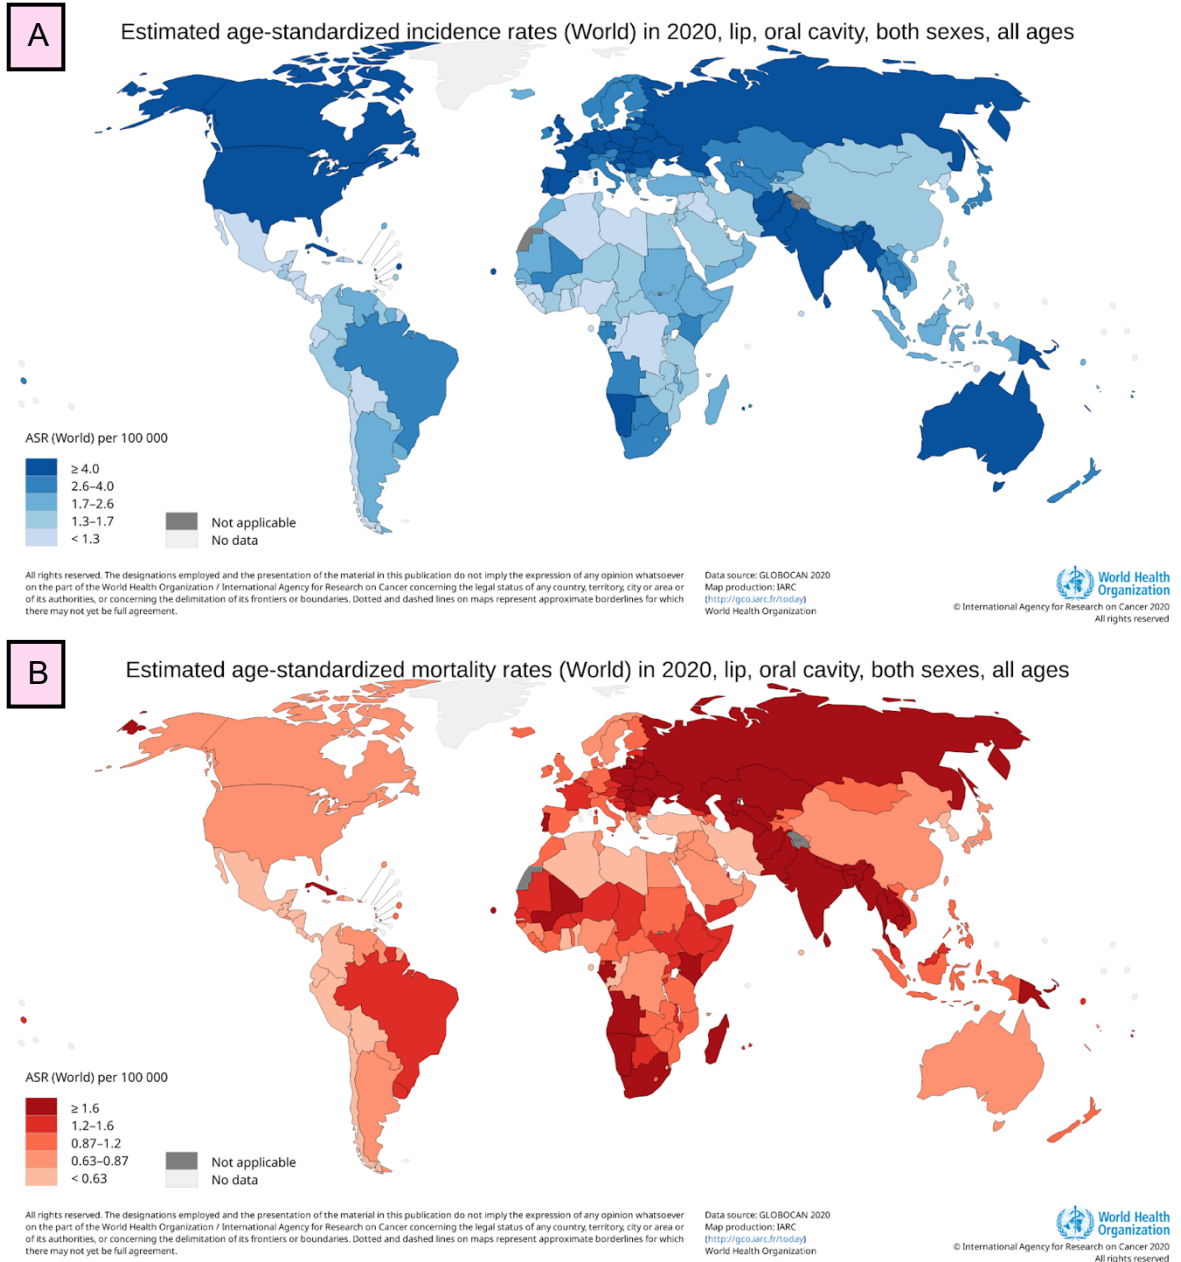 A
Estimated age-standardized incidence rates (World) in 2020, lip, oral cavity, both sexes, all ages
ASR (World) per 100 000
≥ 4.0
2.6–4.0
1.7–2.6
1.3–1.7
< 1.3
Not applicable
No data
All rights reserved. The designations employed and the presentation of the material in this publication do not imply the expression of any opinion whatsoever
on the part of the World Health Organization / International Agency for Research on Cancer concerning the legal status of any country, territory, city or area or
of its authorities, or concerning the delimitation of its frontiers or boundaries. Dotted and dashed lines on maps represent approximate borderlines for which
there may not yet be full agreement.
Data source: GLOBOCAN 2020
Map production: IARC
(http://gco.iarc.fr/today)
World Health Organization
World Health
Organization
© International Agency for Research on Cancer 2020
All rights reserved
B
Estimated age-standardized mortality rates (World) in 2020, lip, oral cavity, both sexes, all ages
ASR (World) per 100 000
≥ 1.6
1.2–1.6
0.87–1.2
0.63–0.87
< 0.63
Not applicable
No data
All rights reserved. The designations employed and the presentation of the material in this publication do not imply the expression of any opinion whatsoever
on the part of the World Health Organization / International Agency for Research on Cancer concerning the legal status of any country, territory, city or area or
of its authorities, or concerning the delimitation of its frontiers or boundaries. Dotted and dashed lines on maps represent approximate borderlines for which
there may not yet be full agreement.
Data source: GLOBOCAN 2020
Map production: IARC
(http://gco.iarc.fr/today)
World Health Organization
World Health
Organization
© International Agency for Research on Cancer 2020
All rights reserved